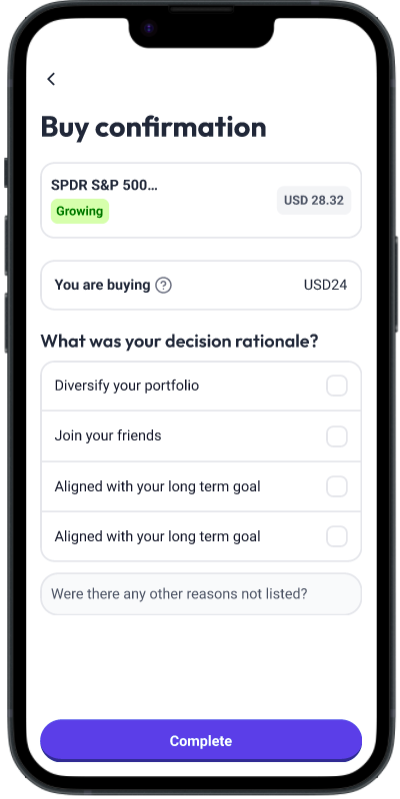 Buy confirmation
SPDR S&P 500...
Growing
USD 28.32
You are buying ?
USD24
What was your decision rationale?
Diversify your portfolio
Join your friends
Aligned with your long term goal
Aligned with your long term goal
Were there any other reasons not listed?
Complete